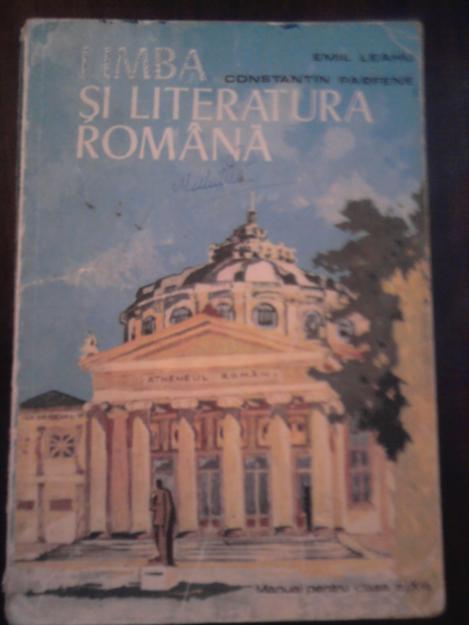 EMIL LEAHU
CONSTANTIN PARFENE
LIMBA
ȘI LITERATURA
ROMÂNĂ
ATHENEUL ROMÂN
Manual pentru clasa